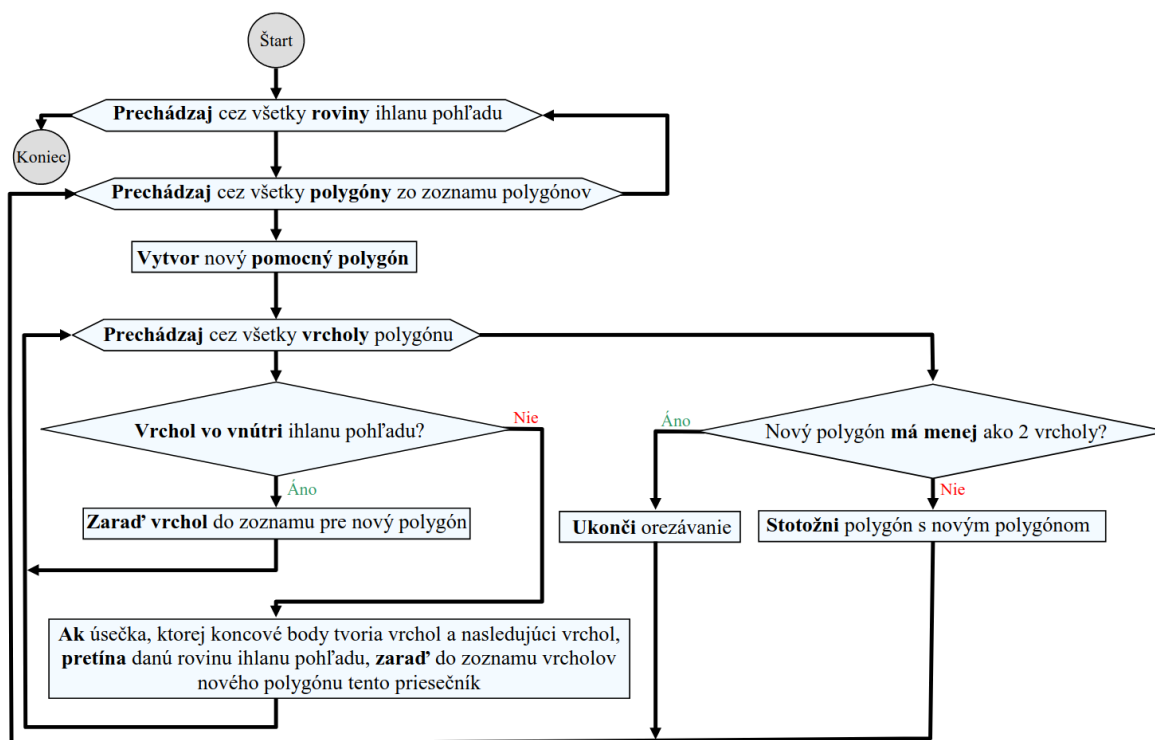 Štart
Prechádzaj cez všetky roviny ihlanu pohľadu
Koniec
Prechádzaj cez všetky polygóny zo zoznamu polygónov
Vytvor nový pomocný polygón
Prechádzaj cez všetky vrcholy polygónu
Vrchol vo vnútri ihlanu pohľadu?
Nie
Áno
Zaraď vrchol do zoznamu pre nový polygón
Ak úsečka, ktorej koncové body tvoria vrchol a nasledujúci vrchol,
pretína danú rovinu ihlanu pohľadu, zaraď do zoznamu vrcholov
nového polygónu tento priesečník
Nový polygón má menej ako 2 vrcholy?
Áno
Nie
Ukonči orezávanie
Stotožni polygón s novým polygónom